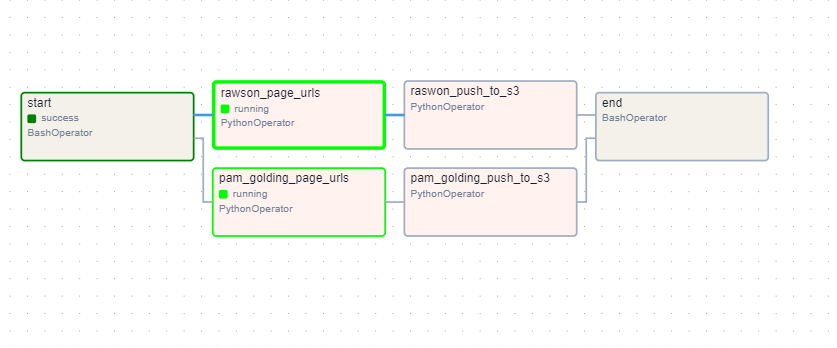 start
success
BashOperator
rawson_page_urls
running
PythonOperator
raswon_push_to_s3
PythonOperator
end
BashOperator
pam_golding_page_urls
running
PythonOperator
pam_golding_push_to_s3
PythonOperator